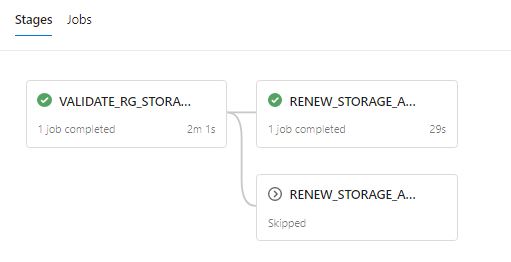 Stages Jobs
VALIDATE_RG_STORA...
1 job completed 2m 1s
RENEW_STORAGE_A...
1 job completed 29s
RENEW_STORAGE_A...
Skipped